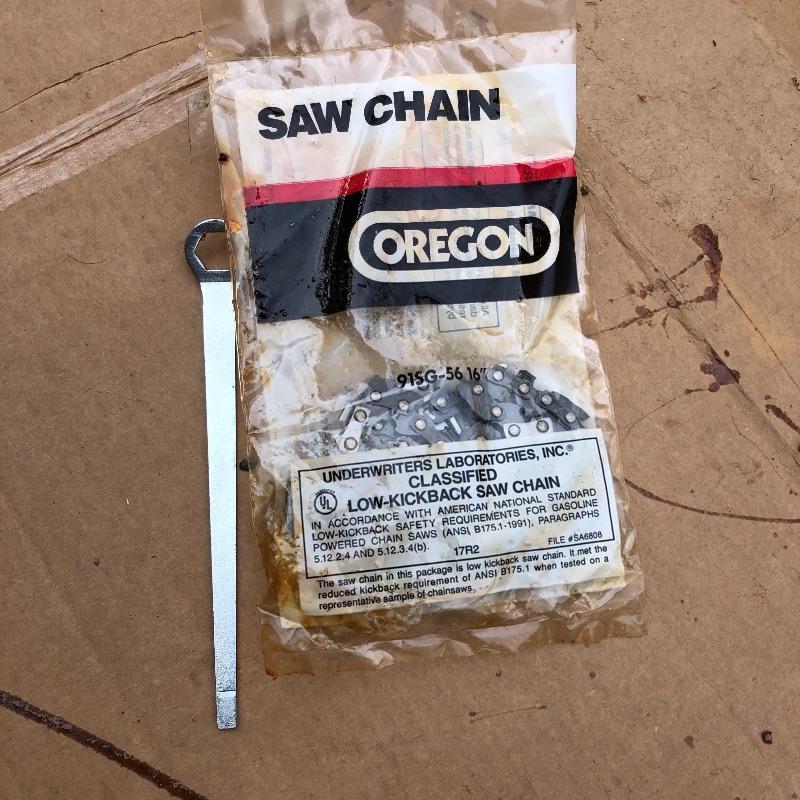 SAW CHAIN
OREGON
91SG-56 16"
UNDERWRITERS LABORATORIES, INC.®
CLASSIFIED
UL
LOW-KICKBACK SAW CHAIN
IN ACCORDANCE WITH AMERICAN NATIONAL STANDARD
LOW-KICKBACK SAFETY REQUIREMENTS FOR GASOLINE
POWERED CHAIN SAWS (ANSI B175.1-1991), PARAGRAPHS
5.12.2.4 AND 5.12.3.4(b). 17R2 FILE #SA6808
The saw chain in this package is low kickback saw chain. It met the
reduced kickback requirement of ANSI B175.1 when tested on a
representative sample of chainsaws.